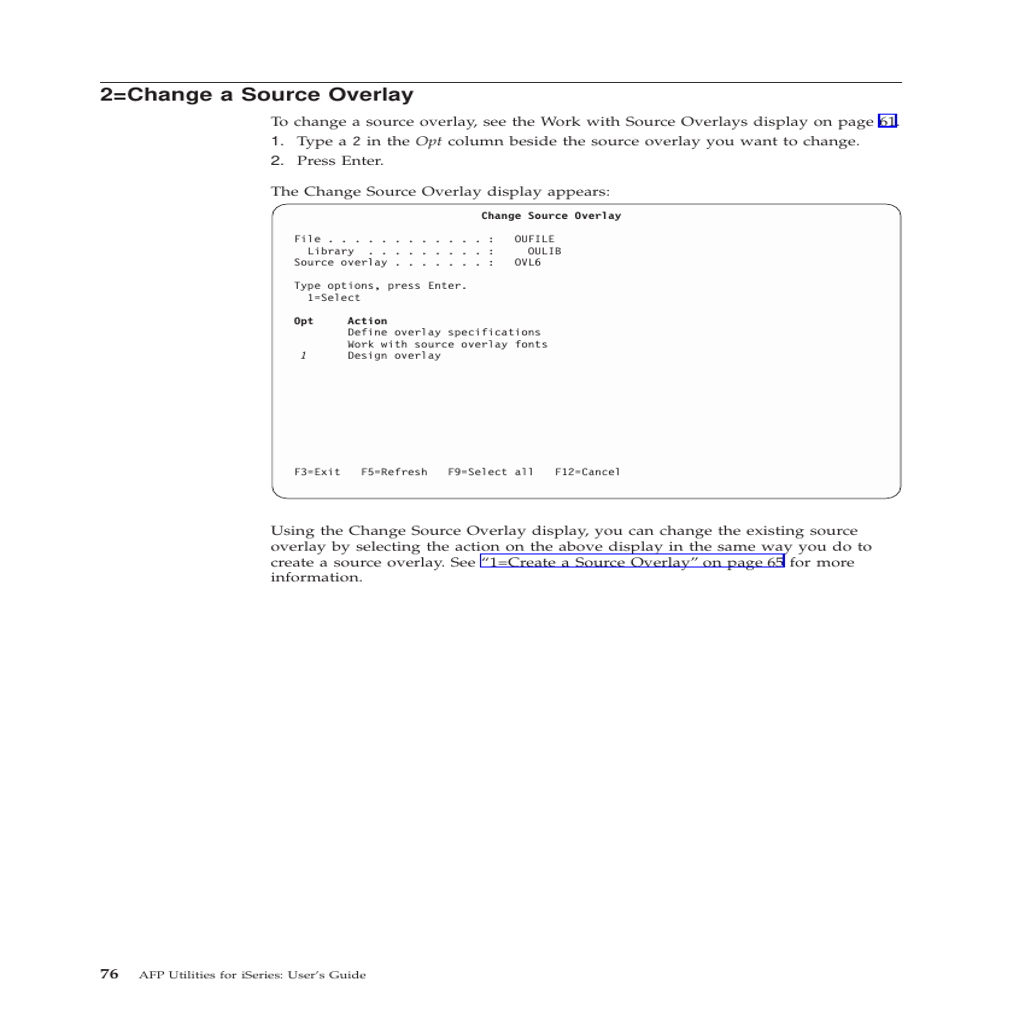 2=Change a Source Overlay
To change a source overlay, see the Work with Source Overlays display on page 61.
1. Type a 2 in the Opt column beside the source overlay you want to change.
2. Press Enter.
The Change Source Overlay display appears:
Change Source Overlay
File . . . . . . . . . . . . : OUFILE
Library . . . . . . . . . : OULIB
Source overlay . . . . . . . : OVL6
Type options, press Enter.
1=Select
Opt Action
Define overlay specifications
Work with source overlay fonts
1 Design overlay
F3=Exit F5=Refresh F9=Select all F12=Cancel
Using the Change Source Overlay display, you can change the existing source
overlay by selecting the action on the above display in the same way you do to
create a source overlay. See “1=Create a Source Overlay” on page 65 for more
information.
76 AFP Utilities for iSeries: User’s Guide